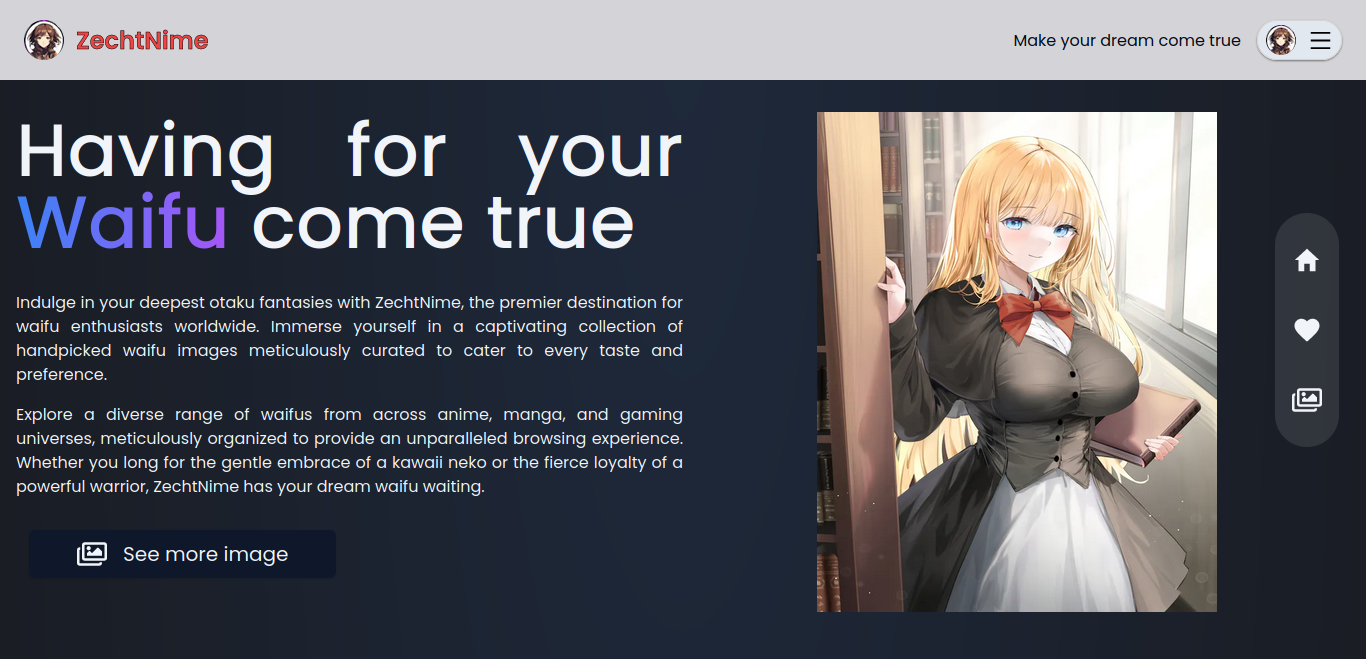 ZechtNime
Make your dream come true
Having for your
Waifu come true
Indulge in your deepest otaku fantasies with ZechtNime, the premier destination for
waifu enthusiasts worldwide. Immerse yourself in a captivating collection of
handpicked waifu images meticulously curated to cater to every taste and
preference.
Explore a diverse range of waifus from across anime, manga, and gaming
universes, meticulously organized to provide an unparalleled browsing experience.
Whether you long for the gentle embrace of a kawaii neko or the fierce loyalty of a
powerful warrior, ZechtNime has your dream waifu waiting.
See more image